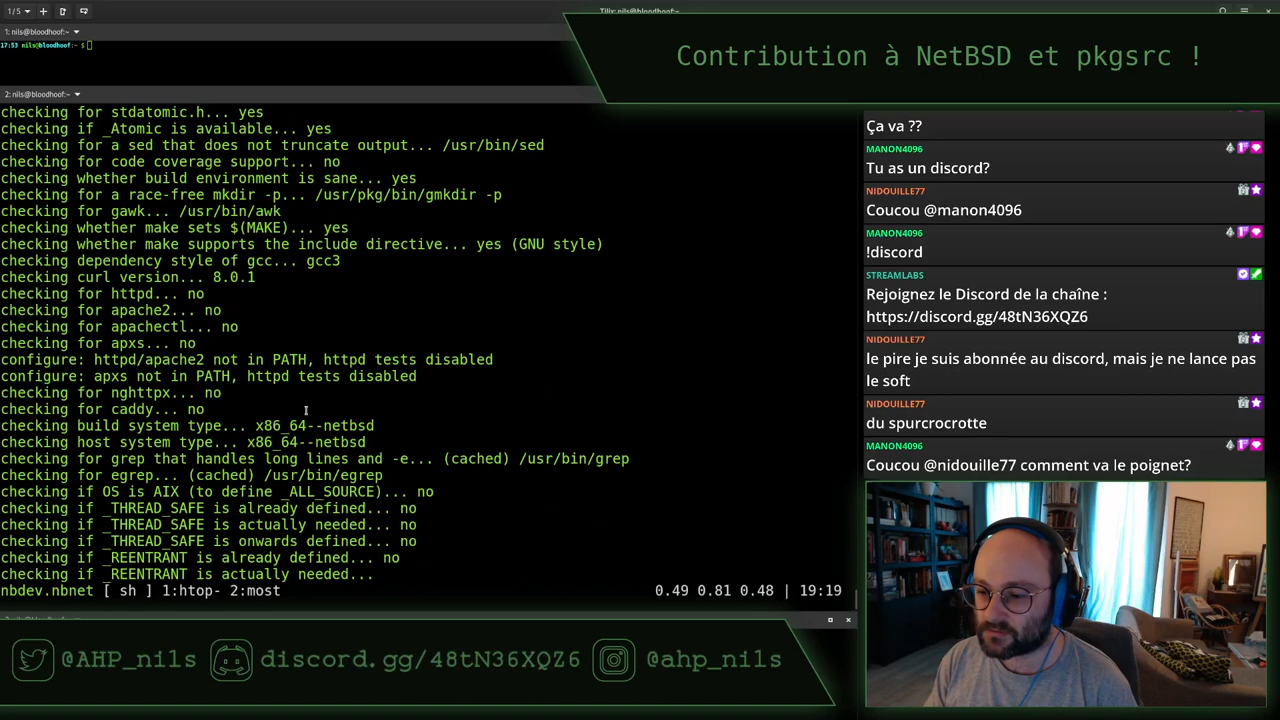 1 / 5
Tilix: nils@bloodhoof:~
1: nils@bloodhoof:~
17:53 nils@bloodhoof:~ $
Contribution à NetBSD et pkgsrc !
2: nils@bloodhoof:~
checking for stdatomic.h... yes
checking if _Atomic is available... yes
checking for a sed that does not truncate output... /usr/bin/sed
checking for code coverage support... no
checking whether build environment is sane... yes
checking for a race-free mkdir -p... /usr/pkg/bin/gmkdir -p
checking for gawk... /usr/bin/awk
checking whether make sets $(MAKE)... yes
checking whether make supports the include directive... yes (GNU style)
checking dependency style of gcc... gcc3
checking curl version... 8.0.1
checking for httpd... no
checking for apache2... no
checking for apachectl... no
checking for apxs... no
configure: httpd/apache2 not in PATH, httpd tests disabled
configure: apxs not in PATH, httpd tests disabled
checking for nghttpx... no
checking for caddy... no
checking build system type... x86_64--netbsd
checking host system type... x86_64--netbsd
checking for grep that handles long lines and -e... (cached) /usr/bin/grep
checking for egrep... (cached) /usr/bin/egrep
checking if OS is AIX (to define _ALL_SOURCE)... no
checking if _THREAD_SAFE is already defined... no
checking if _THREAD_SAFE is actually needed... no
checking if _THREAD_SAFE is onwards defined... no
checking if _REENTRANT is already defined... no
checking if _REENTRANT is actually needed...
nbdev.nbnet [ sh ] 1:htop- 2:most 0.49 0.81 0.48 | 19:19
Ça va ??
MANON4096
Tu as un discord?
NIDOUILLE77
Coucou @manon4096
MANON4096
!discord
STREAMLABS
Rejoignez le Discord de la chaîne :
https://discord.gg/48tN36XQZ6
NIDOUILLE77
le pire je suis abonnée au discord, mais je ne lance pas
le soft
NIDOUILLE77
du spurcrocrotte
MANON4096
Coucou @nidouille77 comment va le poignet?
@AHP_nils discord.gg/48tN36XQZ6 @ahp_nils